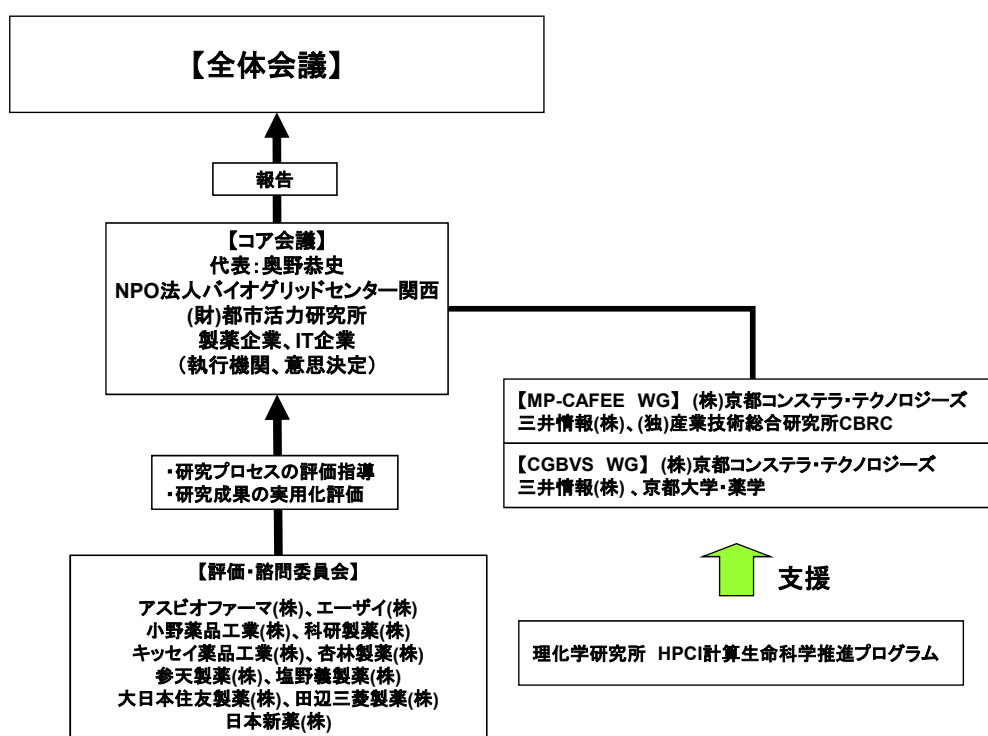 【全体会議】
報告
【コア会議】
代表：奥野恭史
NPO法人バイオグリッドセンター関西
(財)都市活力研究所
製薬企業、IT企業
（執行機関、意思決定）
【MP-CAFEE WG】 (株)京都コンステラ・テクノロジーズ
三井情報(株)、(独)産業技術総合研究所CBRC
【CGBVS WG】 (株)京都コンステラ・テクノロジーズ
三井情報(株) 、京都大学・薬学
・研究プロセスの評価指導
・研究成果の実用化評価
支援
【評価・諮問委員会】
アスビオファーマ(株)、エーザイ(株)
小野薬品工業(株)、科研製薬(株)
キッセイ薬品工業(株)、杏林製薬(株)
参天製薬(株)、塩野義製薬(株)
大日本住友製薬(株)、田辺三菱製薬(株)
日本新薬(株)
理化学研究所 HPCI計算生命科学推進プログラム